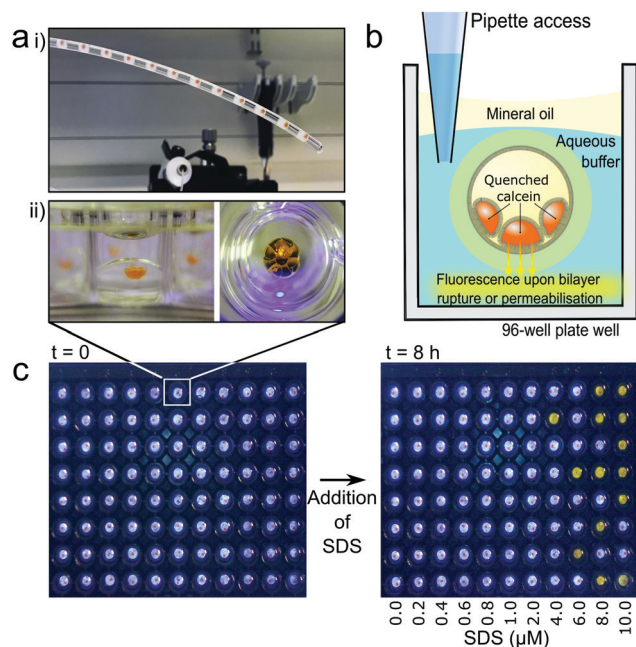 a i)
ii)
b
Pipette access
Mineral oil
Aqueous
buffer
Quenched
calcein
Fluorescence upon bilayer
rupture or permeabilisation
96-well plate well
c
t = 0
t = 8 h
Addition
of
SDS
0.0
0.2
0.4
0.6
0.8
1.0
2.0
4.0
6.0
8.0
10.0
SDS (µM)